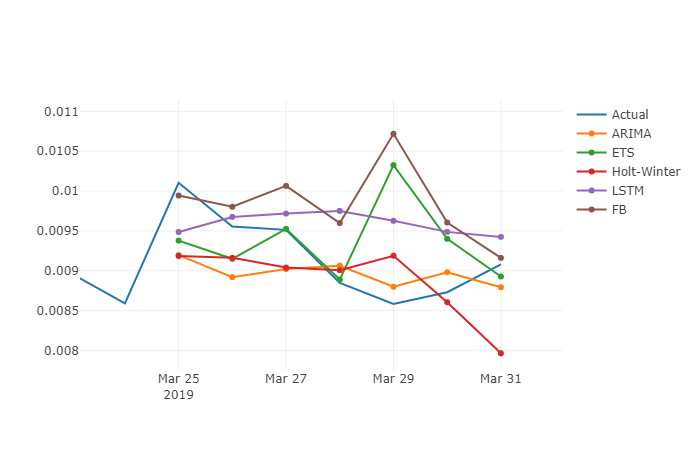 0.011
0.0105
0.01
0.0095
0.009
0.0085
0.008
Mar 25
2019
Mar 27
Mar 29
Mar 31
Actual
ARIMA
ETS
Holt-Winter
LSTM
FB